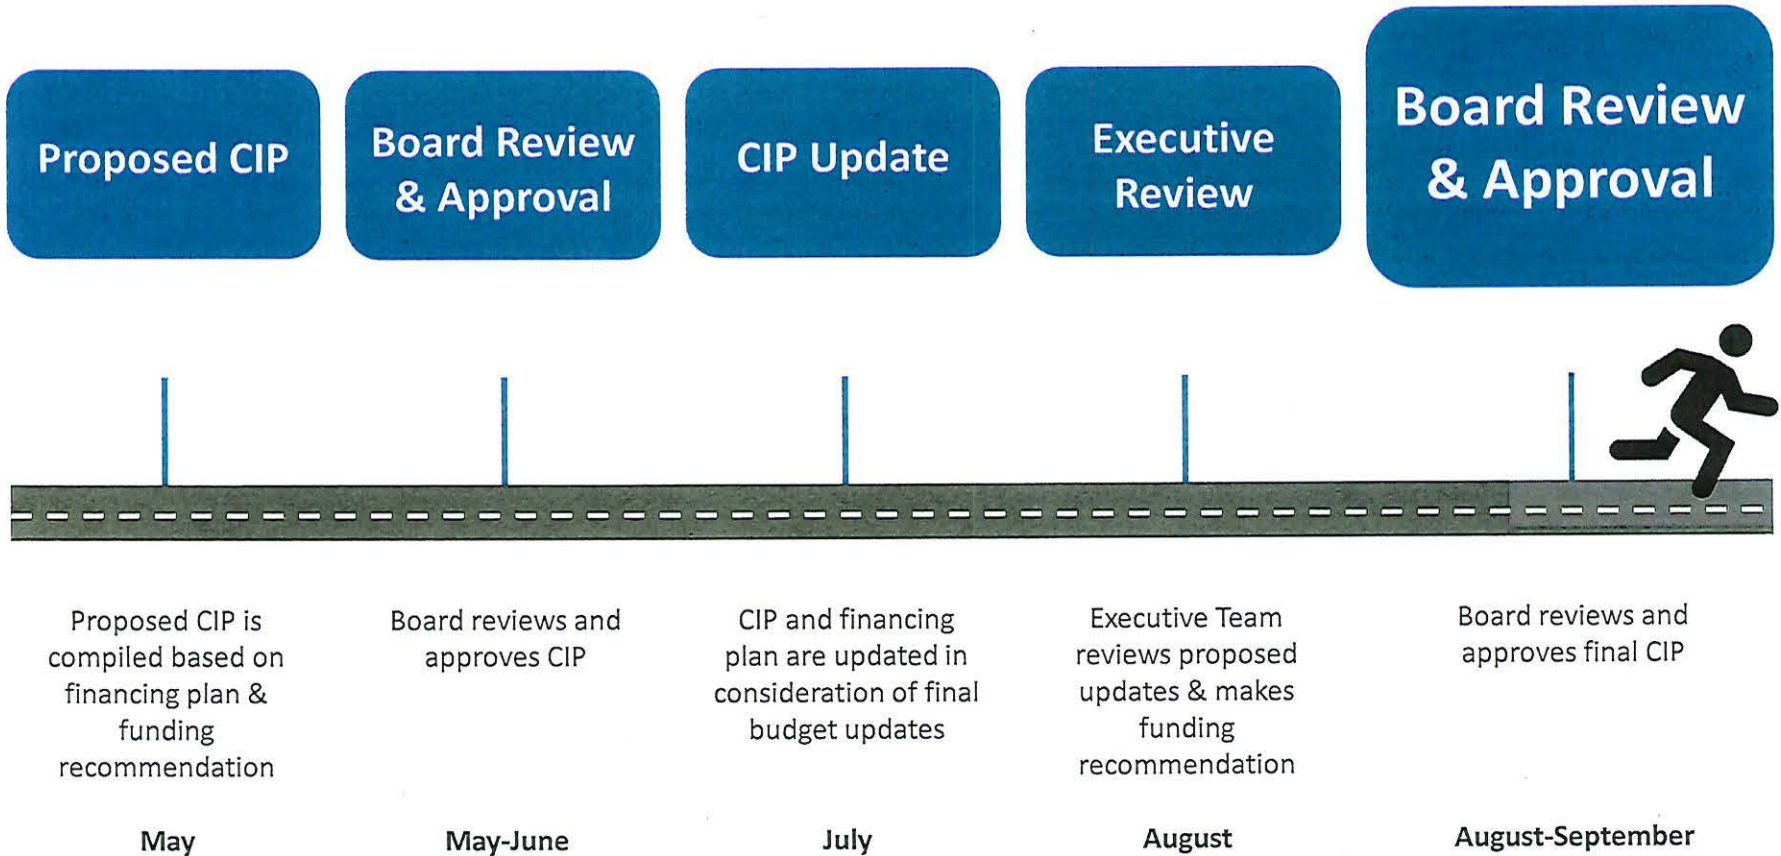 Proposed CIP
Board Review
& Approval
CIP Update
Executive
Review
Board Review
& Approval
Proposed CIP is
compiled based on
financing plan &
funding
recommendation
Board reviews and
approves CIP
CIP and financing
plan are updated in
consideration of final
budget updates
Executive Team
reviews proposed
updates & makes
funding
recommendation
Board reviews and
approves final CIP
May
May-June
July
August
August-September